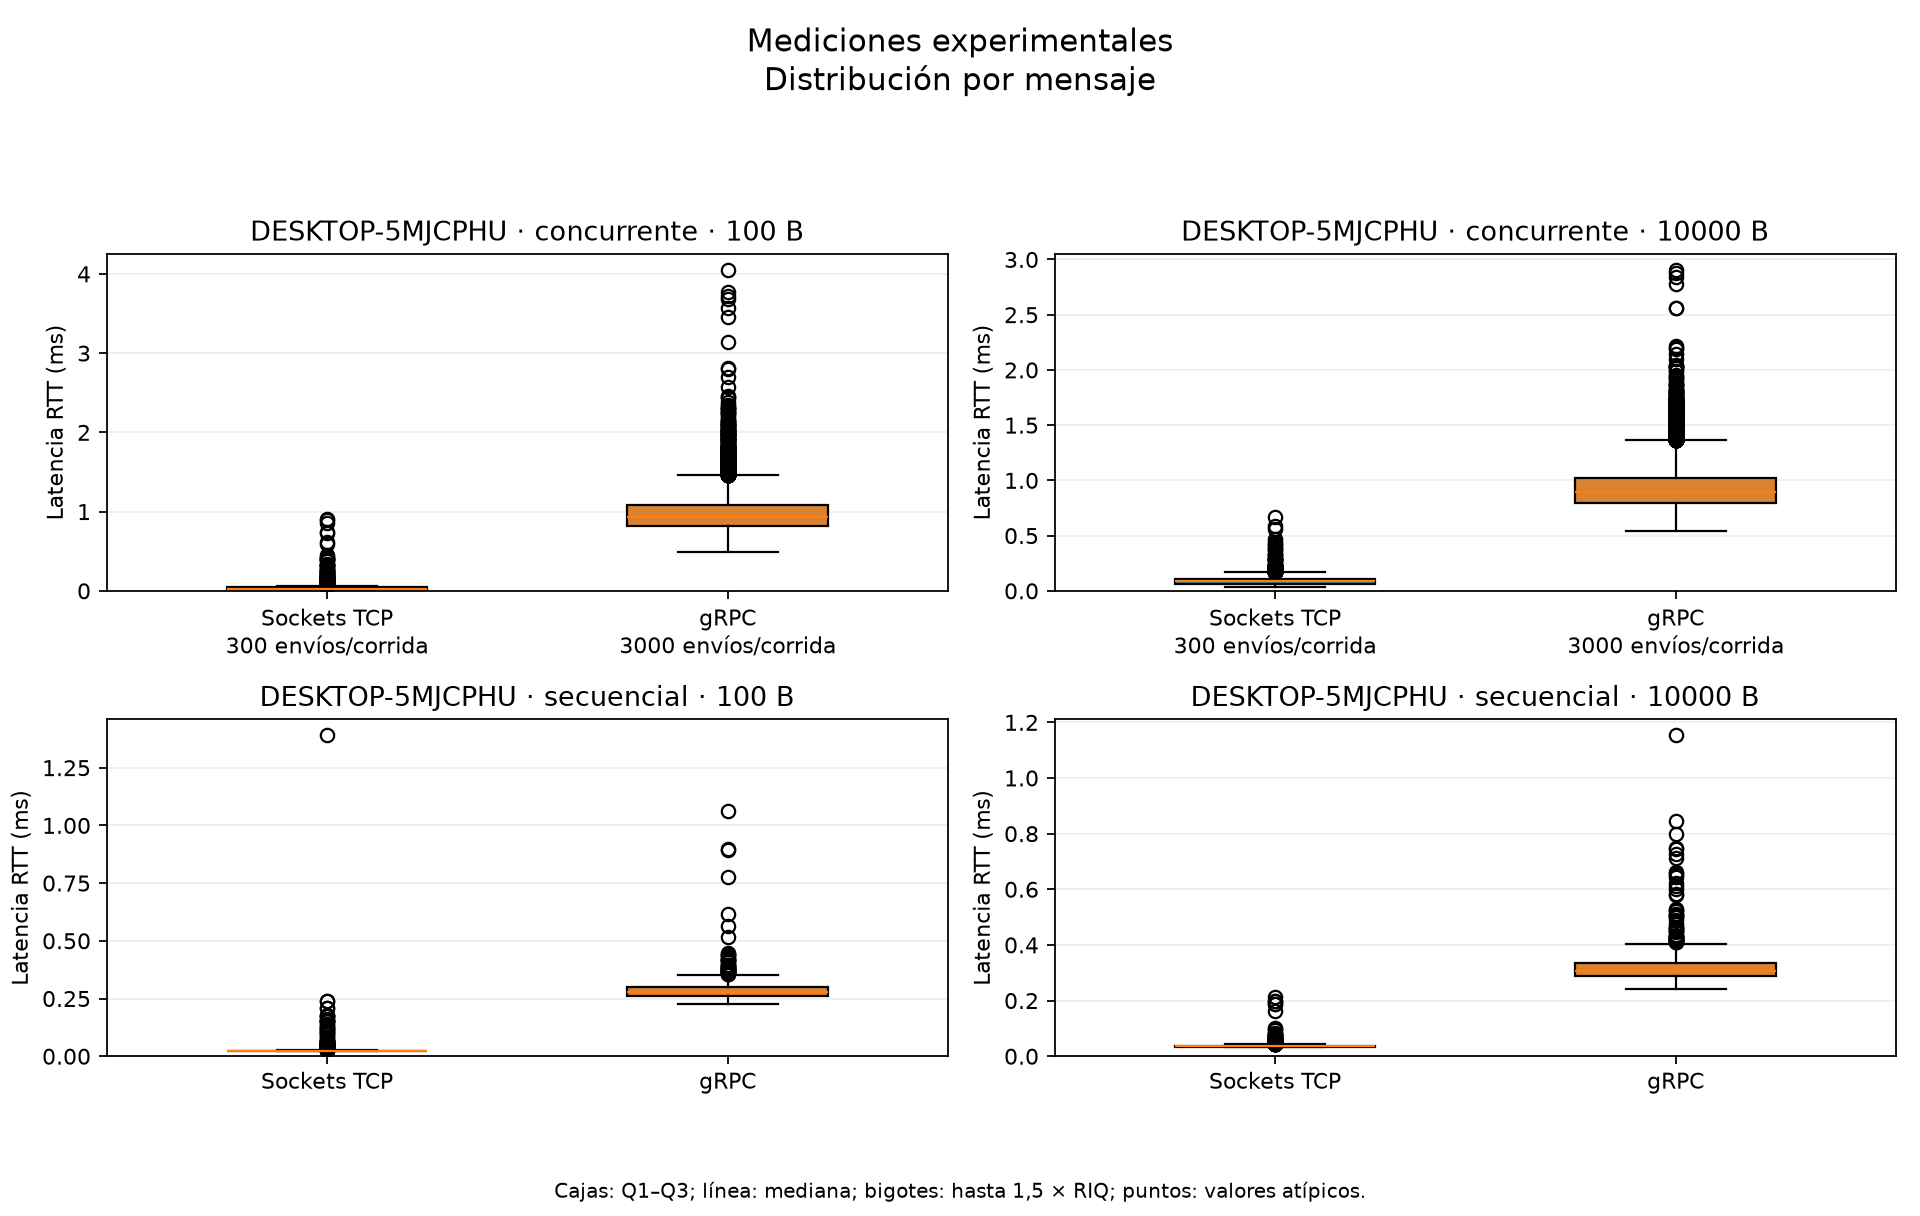 Mediciones experimentales
Distribución por mensaje
DESKTOP-5MJCPHU · concurrente · 100 B
Latencia RTT (ms)
4
3
2
1
0
Sockets TCP
300 envíos/corrida
gRPC
3000 envíos/corrida
DESKTOP-5MJCPHU · concurrente · 10000 B
Latencia RTT (ms)
3.0
2.5
2.0
1.5
1.0
0.5
0.0
Sockets TCP
300 envíos/corrida
gRPC
3000 envíos/corrida
DESKTOP-5MJCPHU · secuencial · 100 B
Latencia RTT (ms)
1.25
1.00
0.75
0.50
0.25
0.00
Sockets TCP
gRPC
DESKTOP-5MJCPHU · secuencial · 10000 B
Latencia RTT (ms)
1.2
1.0
0.8
0.6
0.4
0.2
0.0
Sockets TCP
gRPC
Cajas: Q1–Q3; línea: mediana; bigotes: hasta 1,5 × RIQ; puntos: valores atípicos.